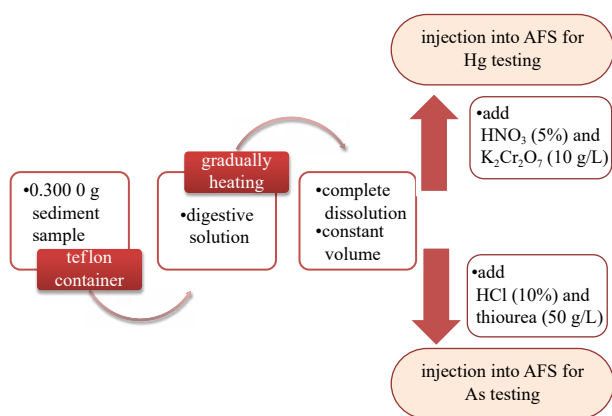 •0.300 0 g
sediment
sample
teflon
container
gradually
heating
•digestive
solution
•complete
dissolution
•constant
volume
injection into AFS for
Hg testing
•add
HNO₃ (5%) and
K₂Cr₂O₇ (10 g/L)
•add
HCl (10%) and
thiourea (50 g/L)
injection into AFS for
As testing